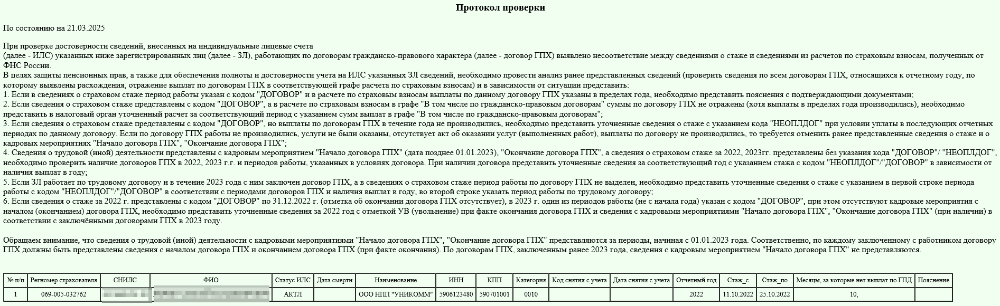 Протокол проверки
По состоянию на 21.03.2025
При проверке достоверности сведений, внесенных на индивидуальные лицевые счета
(далее - ИЛС) указанных ниже зарегистрированных лиц (далее - ЗЛ), работающих по договорам гражданско-правового характера (далее - договор ГПХ) выявлено несоответствие между сведениями о стаже и сведениями из расчетов по страховым взносам, полученных от
ФНС России.
В целях защиты пенсионных прав, а также для обеспечения полноты и достоверности учета на ИЛС указанных ЗЛ сведений, необходимо провести анализ ранее представленных сведений (проверить сведения по всем договорам ГПХ, относящихся к отчетному году, по
которому выявлены расхождения, отражение выплат по договорам ГПХ в соответствующей графе расчета по страховым взносам) и в зависимости от ситуации представить:
1. Если в сведениях о страховом стаже период работы указан с кодом "ДОГОВОР" и в расчете по страховым взносам выплаты по данному договору ГПХ указаны в пределах года, необходимо представить пояснения с подтверждающими документами;
2. Если сведения о страховом стаже представлены с кодом "ДОГОВОР", а в расчете по страховым взносам в графе "В том числе по гражданско-правовым договорам" суммы по договору ГПХ не отражены (хотя выплаты в пределах года производились), необходимо
представить в налоговый орган уточненный расчет за соответствующий период с указанием сумм выплат в графе "В том числе по гражданско-правовым договорам";
3. Если сведения о страховом стаже представлены с кодом "ДОГОВОР", но выплаты по договорам ГПХ в течение года не производились, необходимо представить уточненные сведения о стаже с указанием кода "НЕОПЛДОГ" при условии уплаты в последующих отчетных
периодах по данному договору. Если по договору ГПХ работы не производились, услуги не были оказаны, отсутствует акт об оказании услуг (выполненных работ), выплаты по договору не производились, то требуется отменить ранее представленные сведения о стаже и о
кадровых мероприятиях "Начало договора ГПХ", "Окончание договора ГПХ";
4. Сведения о трудовой (иной) деятельности представлены с кадровым мероприятием "Начало договора ГПХ" (дата позднее 01.01.2023), "Окончание договора ГПХ", а сведения о страховом стаже за 2022, 2023гг. представлены без указания кода "ДОГОВОР"/ "НЕОПЛДОГ",
необходимо проверить наличие договоров ГПХ в 2022, 2023 г.г. и периодов работы, указанных в условиях договора. При наличии договора представить уточненные сведения за соответствующий год с указанием стажа с кодом "НЕОПЛДОГ"/"ДОГОВОР" в зависимости от
наличия выплат в году;
5. Если ЗЛ работает по трудовому договору и в течение 2023 года с ним заключен договор ГПХ, а в сведениях о страховом стаже период работы по договору ГПХ не выделен, необходимо представить уточненные сведения о стаже с указанием в первой строке периода
работы с кодом "НЕОПЛДОГ"/"ДОГОВОР" в соответствии с периодами договоров ГПХ и наличия выплат в году, во второй строке указать период работы по трудовому договору;
6. Если сведения о стаже за 2022 г. представлены с кодом "ДОГОВОР" по 31.12.2022 г. (отметка об окончании договора ГПХ отсутствует), в 2023 г. один из периодов работы (не с начала года) указан с кодом "ДОГОВОР", при этом отсутствуют кадровые мероприятия с
началом (окончанием) договора ГПХ, необходимо представить уточненные сведения за 2022 год с отметкой УВ (увольнение) при факте окончания договора ГПХ и сведения с кадровыми мероприятиями "Начало договора ГПХ", "Окончание договора ГПХ" (при наличии) в
соответствии с заключёнными договорами ГПХ в 2023 году.
Обращаем внимание, что сведения о трудовой (иной) деятельности с кадровыми мероприятиями "Начало договора ГПХ", "Окончание договора ГПХ" представляются за периоды, начиная с 01.01.2023 года. Соответственно, по каждому заключенному с работником договору
ГПХ должны быть представлены сведения с началом договора ГПХ и окончанием договора ГПХ (при факте окончания). По договорам ГПХ, заключенным ранее 2023 года, сведения с кадровым мероприятием "Начало договора ГПХ" не представляются.
№ п/п Регномер страхователя СНИЛС ФИО Статус ИЛС Дата смерти Наименование ИНН КПП Категория Код снятия с учета Дата снятия с учета Отчетный год Стаж_с Стаж_по Месяцы, за которые нет выплат по ГПД Пояснение
1 069-005-032762 АКТЛ ООО НПП "УНИКОММ" 5906123480 590701001 0010 2022 11.10.2022 25.10.2022 10,